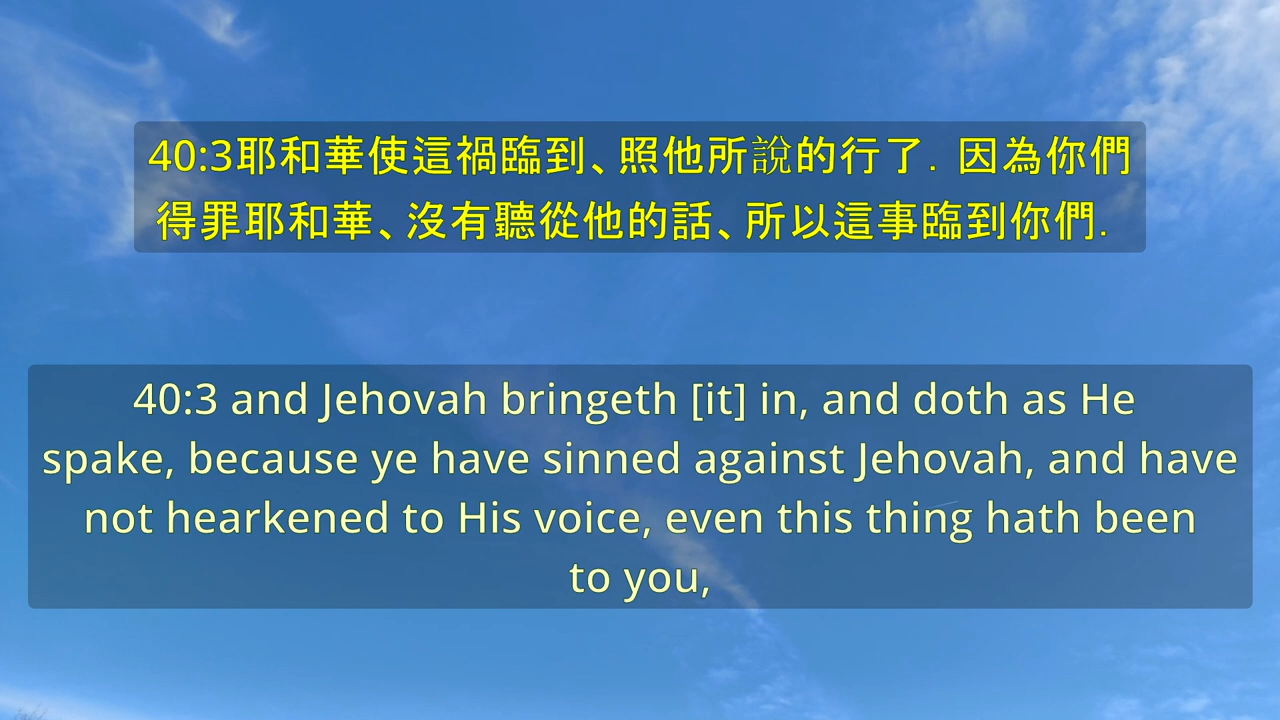 40:3耶和華使這禍臨到、照他所說的行了. 因為你們
得罪耶和華、沒有聽從他的話、所以這事臨到你們.
40:3 and Jehovah bringeth [it] in, and doth as He
spake, because ye have sinned against Jehovah, and have
not hearkened to His voice, even this thing hath been
to you,